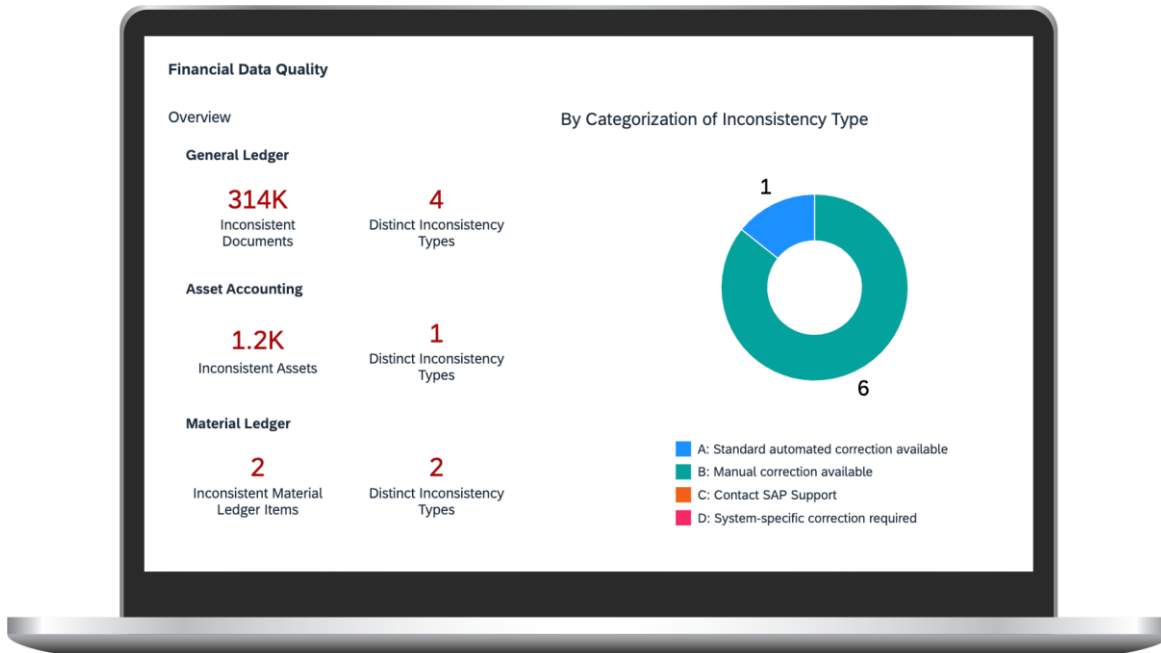 Financial Data Quality
Overview
General Ledger
314K
Inconsistent
Documents
4
Distinct Inconsistency
Types
Asset Accounting
1.2K
Inconsistent Assets
1
Distinct Inconsistency
Types
Material Ledger
2
Inconsistent Material
Ledger Items
2
Distinct Inconsistency
Types
By Categorization of Inconsistency Type
1
6
A: Standard automated correction available
B: Manual correction available
C: Contact SAP Support
D: System-specific correction required